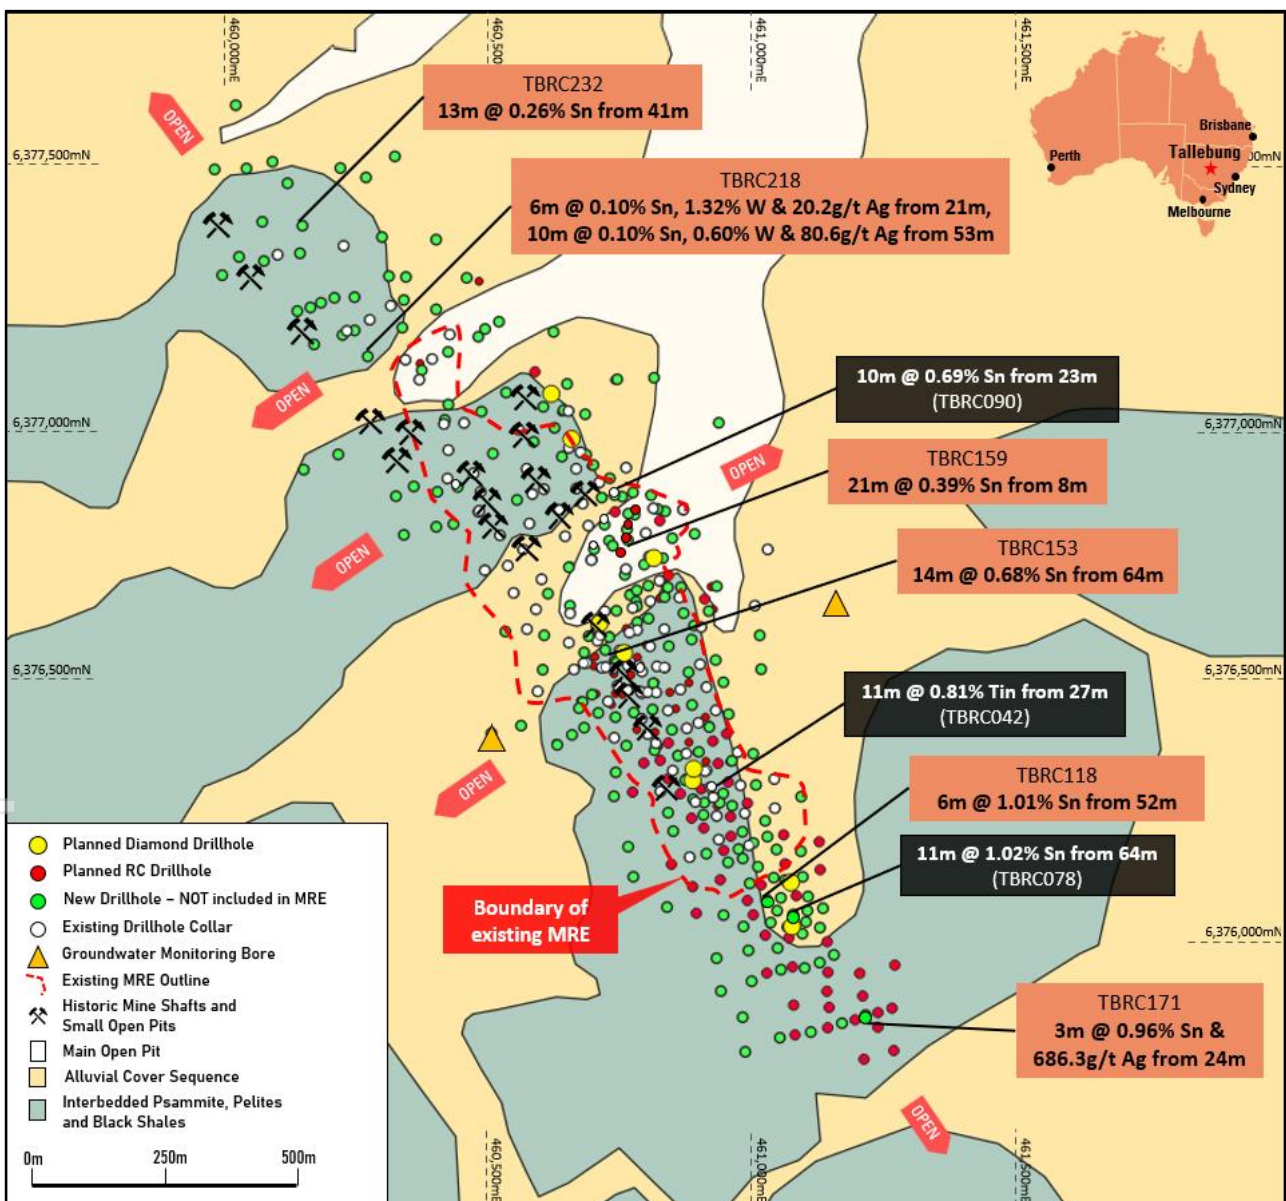 460,000mE
460,500mE
461,000mE
461,500mE
OPEN
TBRC232
13m @ 0.26% Sn from 41m
Brisbane
Perth
Tallebung
Sydney
Melbourne
6,377,500mN
00mN
TBRC218
6m @ 0.10% Sn, 1.32% W & 20.2g/t Ag from 21m,
10m @ 0.10% Sn, 0.60% W & 80.6g/t Ag from 53m
OPEN
10m @ 0.69% Sn from 23m
(TBRC090)
6,377,000mN
6,377,000mN
OPEN
TBRC159
21m @ 0.39% Sn from 8m
OPEN
TBRC153
14m @ 0.68% Sn from 64m
6,376,500mN
6,376,500mN
11m @ 0.81% Tin from 27m
(TBRC042)
OPEN
TBRC118
6m @ 1.01% Sn from 52m
11m @ 1.02% Sn from 64m
(TBRC078)
Boundary of
existing MRE
6,376,000mN
TBRC171
3m @ 0.96% Sn &
686.3g/t Ag from 24m
OPEN
Planned Diamond Drillhole
Planned RC Drillhole
New Drillhole – NOT included in MRE
Existing Drillhole Collar
Groundwater Monitoring Bore
Existing MRE Outline
Historic Mine Shafts and
Small Open Pits
Main Open Pit
Alluvial Cover Sequence
Interbedded Psammite, Pelites
and Black Shales
0m
250m
500m
460,500mE
461,000mE
461,500mE